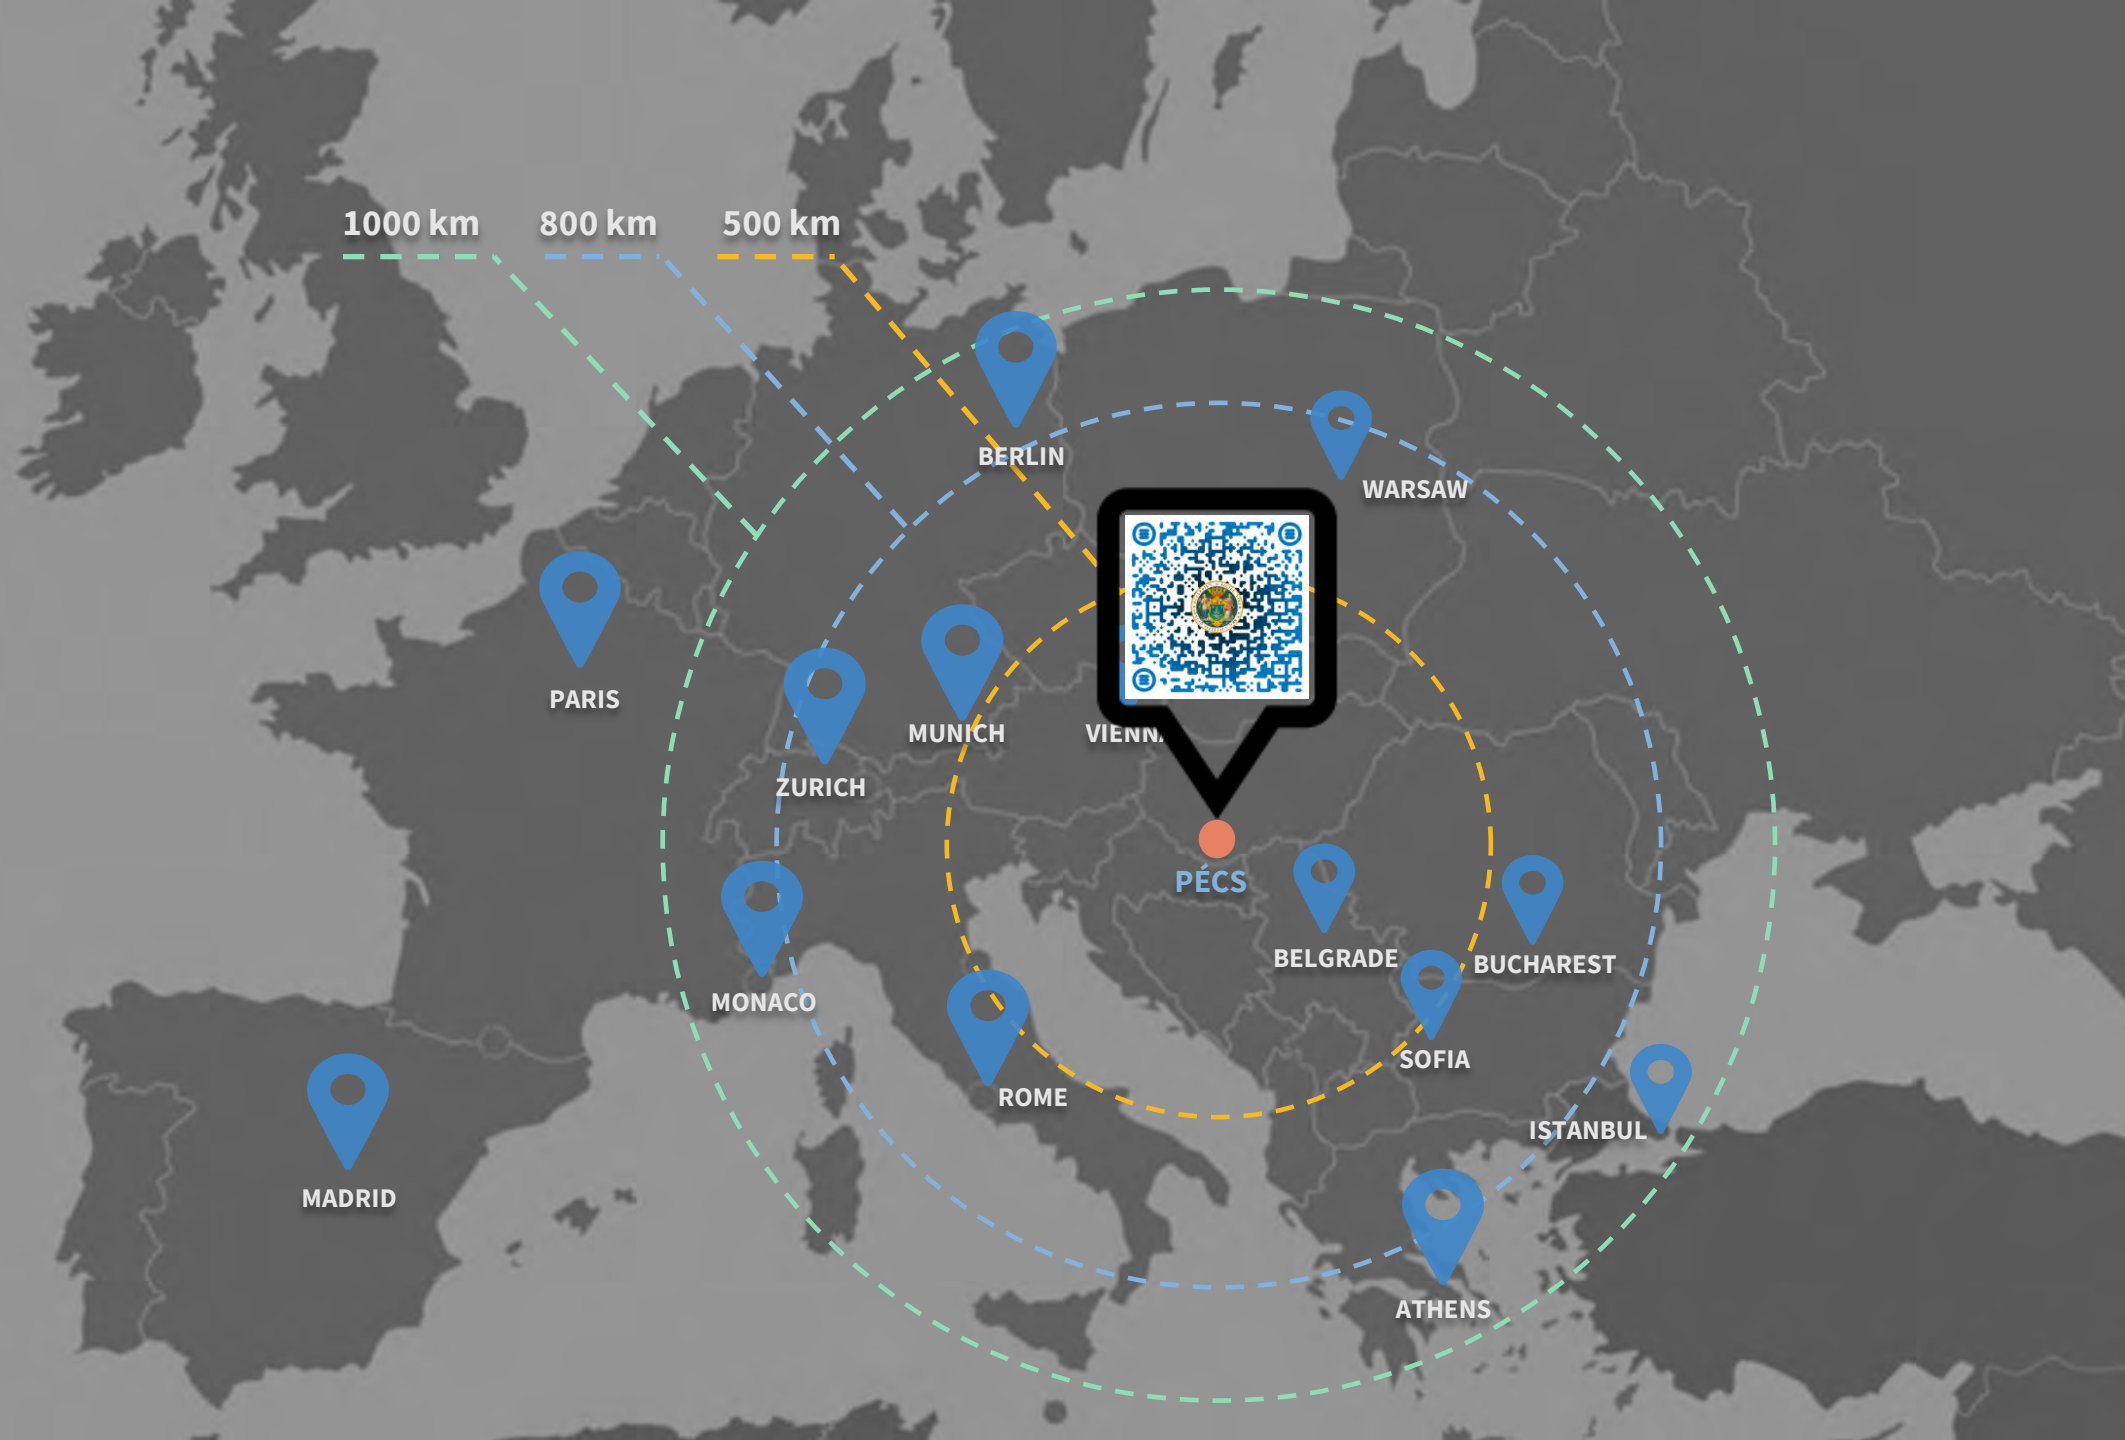 1000 km
800 km
500 km
BERLIN
WARSAW
PARIS
MUNICH
ZURICH
PÉCS
BELGRADE
BUCHAREST
MONACO
SOFIA
ROME
ISTANBUL
MADRID
ATHENS